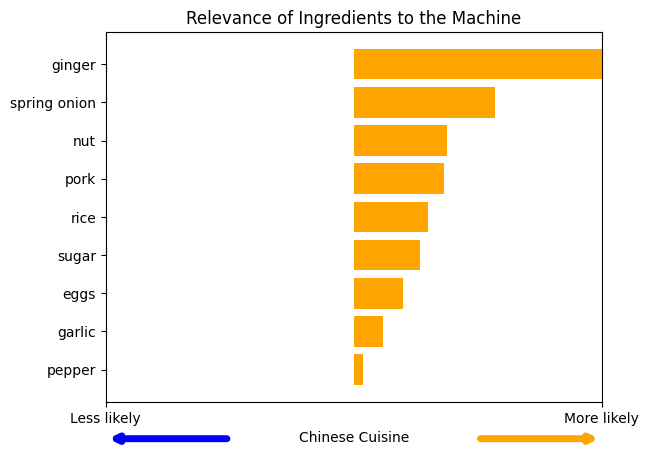 Relevance of Ingredients to the Machine
ginger
spring onion
nut
pork
rice
sugar
eggs
garlic
pepper
Less likely
More likely
Chinese Cuisine